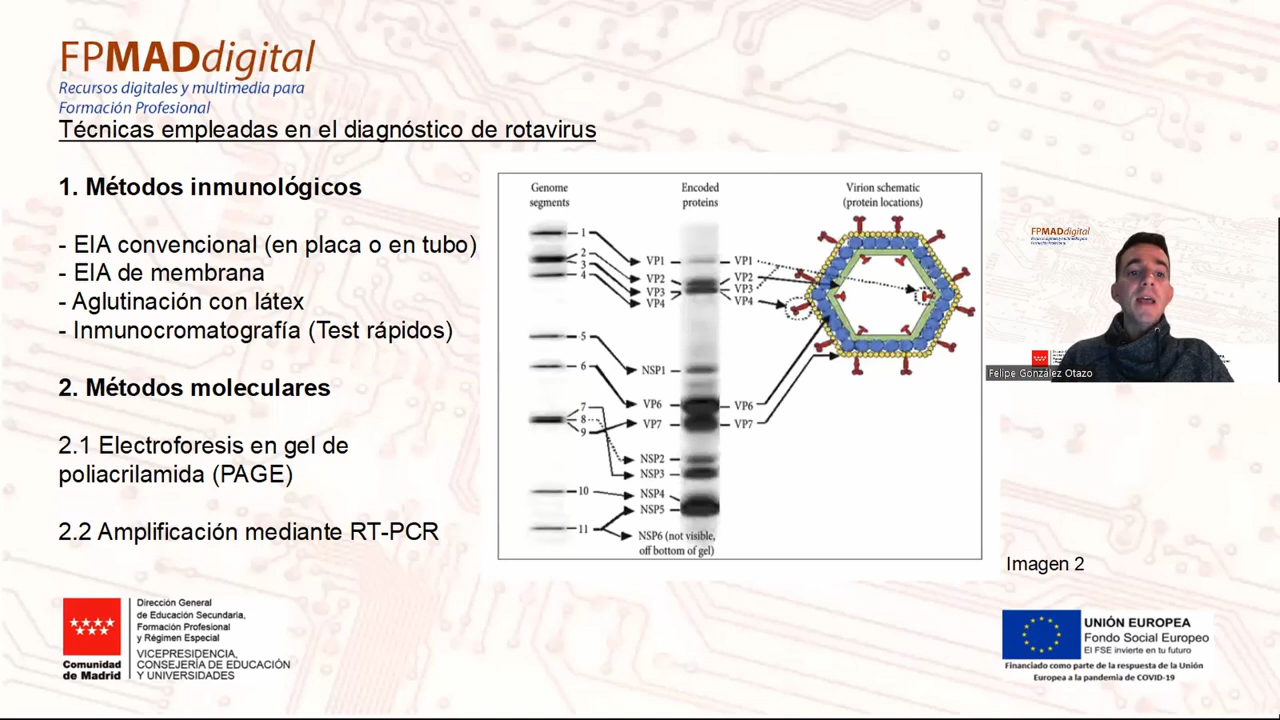 FPMADdigital
Recursos digitales y multimedia para
Formación Profesional
Técnicas empleadas en el diagnóstico de rotavirus
1. Métodos inmunológicos
- EIA convencional (en placa o en tubo)
- EIA de membrana
- Aglutinación con látex
- Inmunocromatografía (Test rápidos)
2. Métodos moleculares
2.1 Electroforesis en gel de
poliacrilamida (PAGE)
2.2 Amplificación mediante RT-PCR
Genome
segments
Encoded
proteins
Virion schematic
(protein locations)
1
2
3
4
5
6
7
8
9
10
11
VP1
VP2
VP3
VP4
NSP1
VP6
VP7
NSP2
NSP3
NSP4
NSP5
NSP6 (not visible,
off bottom of gel)
VP1
VP2
VP3
VP4
VP6
VP7
FPMADdigital
Felipe González Otazo
Imagen 2
Comunidad
de Madrid
Dirección General
de Educación Secundaria,
Formación Profesional
y Régimen Especial
VICEPRESIDENCIA,
CONSEJERÍA DE EDUCACIÓN
Y UNIVERSIDADES
UNIÓN EUROPEA
Fondo Social Europeo
El FSE invierte en tu futuro
Financiado como parte de la respuesta de la Unión
Europea a la pandemia de COVID-19